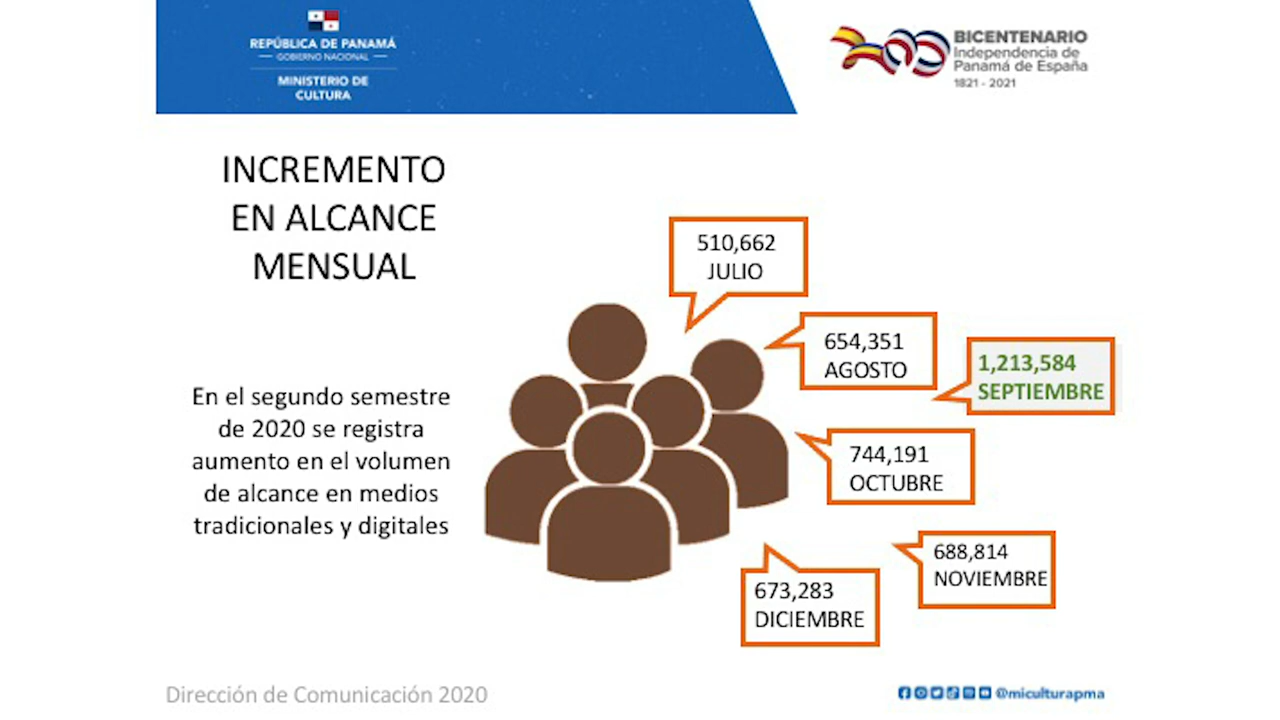 REPÚBLICA DE PANAMÁ
GOBIERNO NACIONAL
MINISTERIO DE
CULTURA
BICENTENARIO
Independencia de
Panamá de España
1821 - 2021
INCREMENTO
EN ALCANCE
MENSUAL
En el segundo semestre
de 2020 se registra
aumento en el volumen
de alcance en medios
tradicionales y digitales
510,662
JULIO
654,351
AGOSTO
1,213,584
SEPTIEMBRE
744,191
OCTUBRE
688,814
NOVIEMBRE
673,283
DICIEMBRE
Dirección de Comunicación 2020
@miculturapma